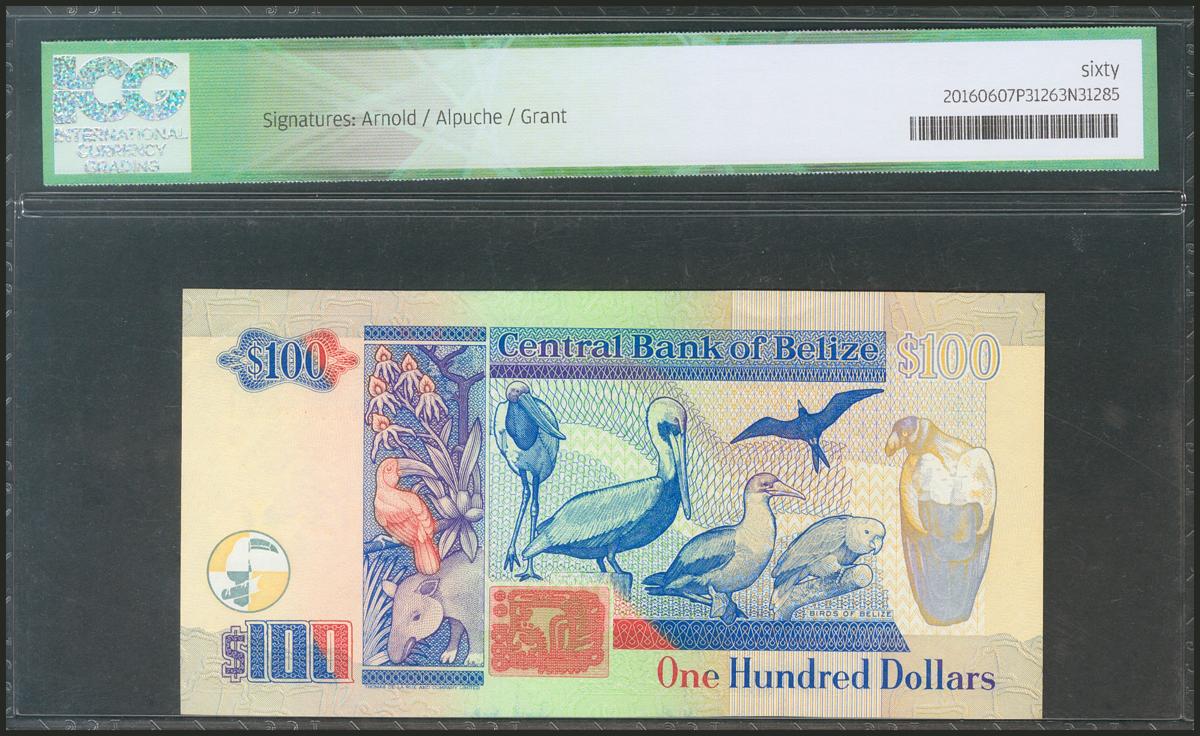 ICG
INTERNATIONAL
CURRENCY
GRADING
Signatures: Arnold / Alpuche / Grant
sixty
20160607P31263N31285
$100
Central Bank of Belize
$100
BIRDS OF BELIZE
$100
THOMAS DE LA RUE AND COMPANY LIMITED
One Hundred Dollars